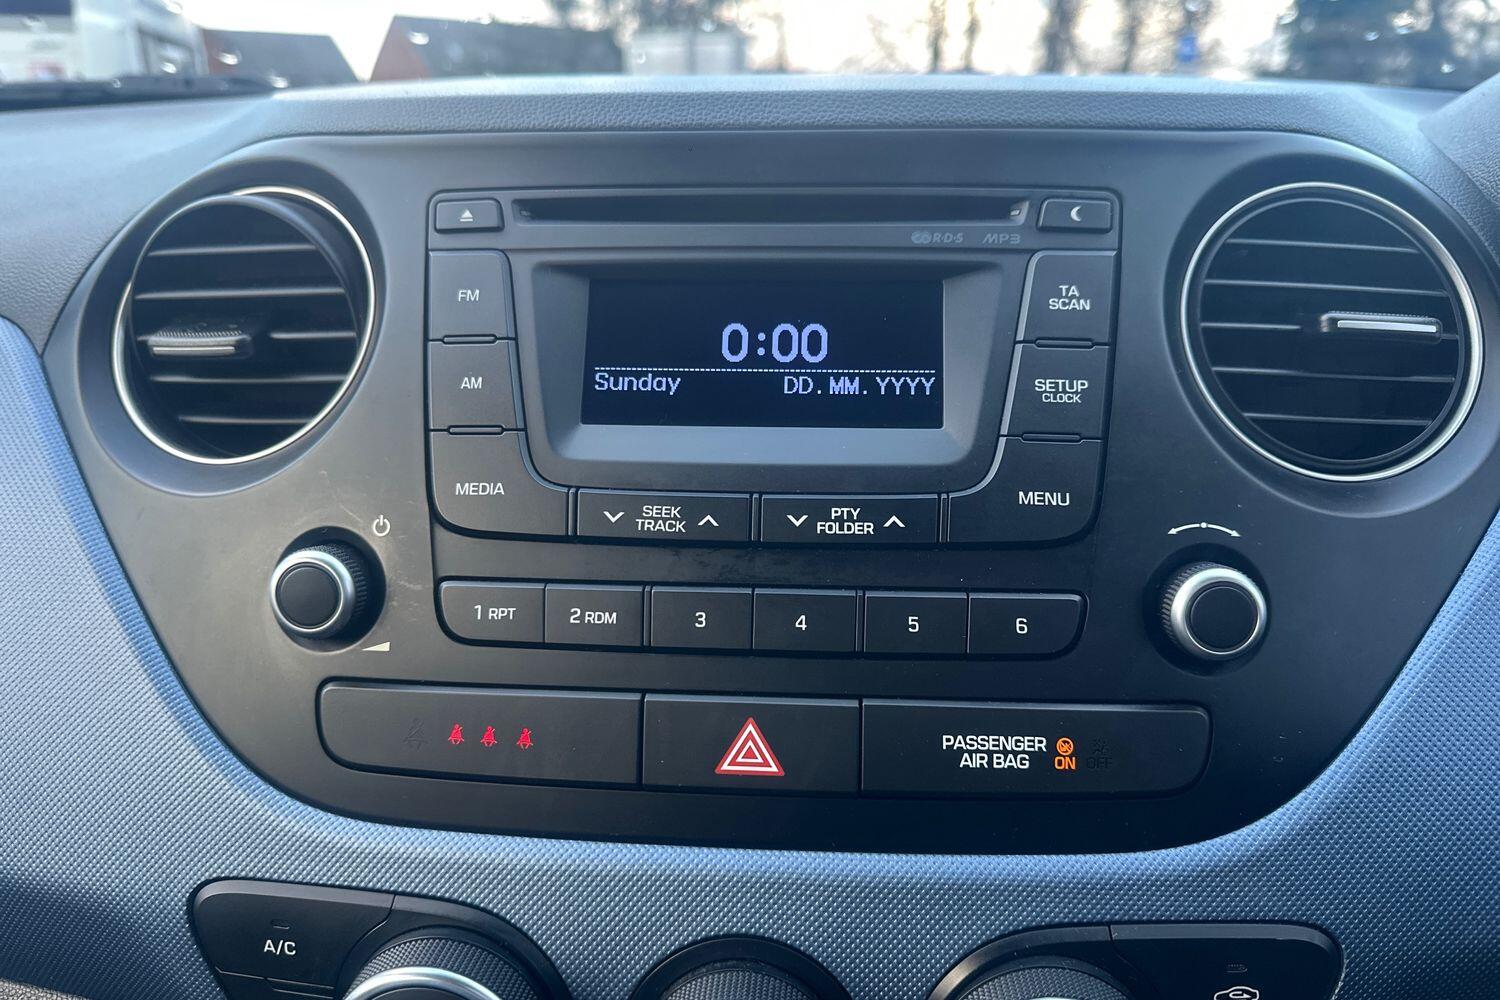 R·D·S MP3
FM
TA
SCAN
0:00
Sunday DD.MM.YYYY
AM
SETUP
CLOCK
MEDIA
SEEK
TRACK
PTY
FOLDER
MENU
1 RPT 2 RDM 3 4 5 6
PASSENGER
AIR BAG
ON OFF
A/C